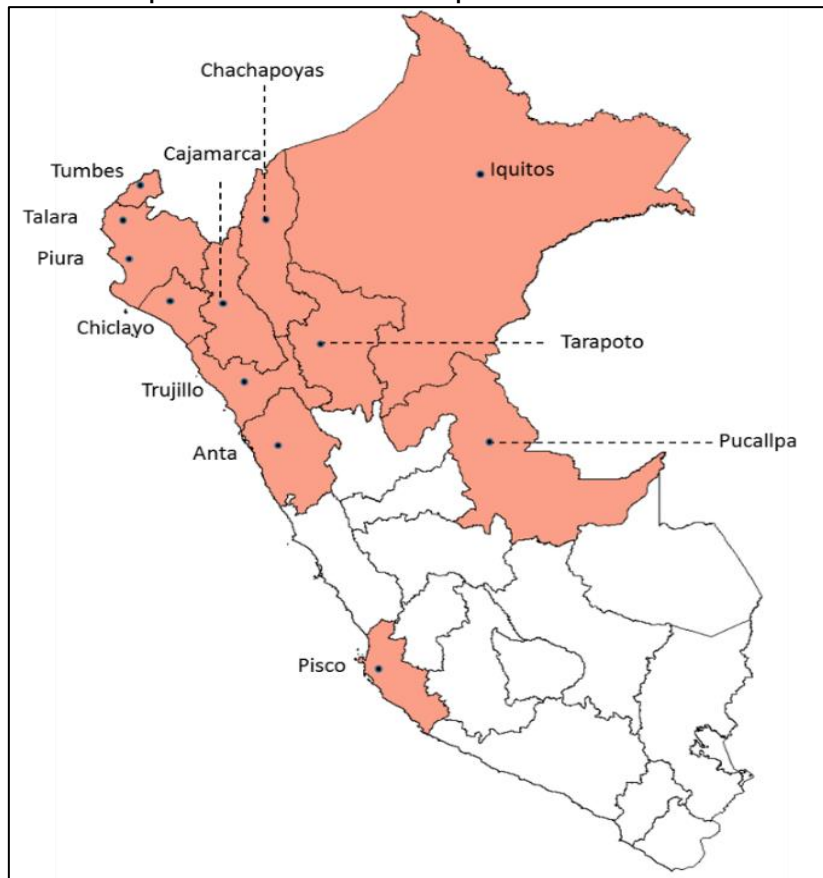 Chachapoyas
Cajamarca
Tumbes
Iquitos
Talara
Piura
Chiclayo
Tarapoto
Trujillo
Anta
Pucallpa
Pisco